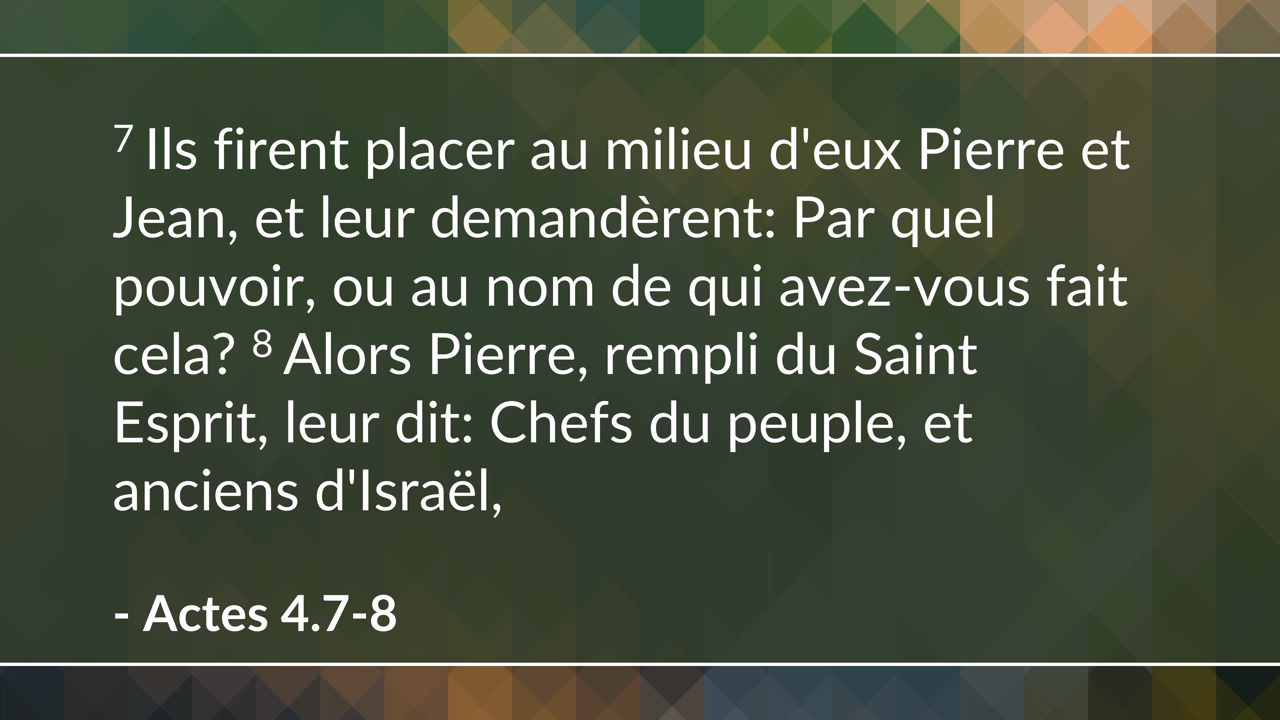 7 Ils firent placer au milieu d'eux Pierre et
Jean, et leur demandèrent: Par quel
pouvoir, ou au nom de qui avez-vous fait
cela? 8 Alors Pierre, rempli du Saint
Esprit, leur dit: Chefs du peuple, et
anciens d'Israël,
- Actes 4.7-8